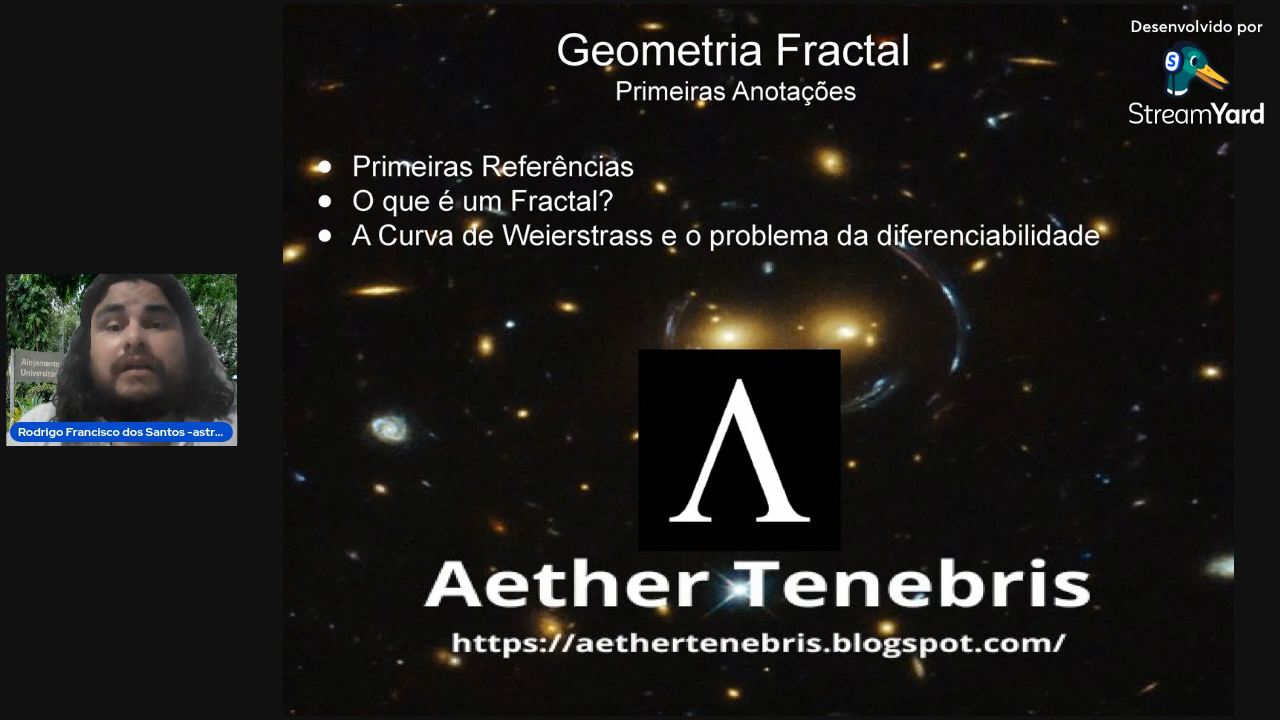 Geometria Fractal
Primeiras Anotações
Desenvolvido por
S
StreamYard
● Primeiras Referências
● O que é um Fractal?
● A Curva de Weierstrass e o problema da diferenciabilidade
Alojamento
Rodrigo Francisco dos Santos -astr...
Λ
Aether Tenebris
https://aethertenebris.blogspot.com/